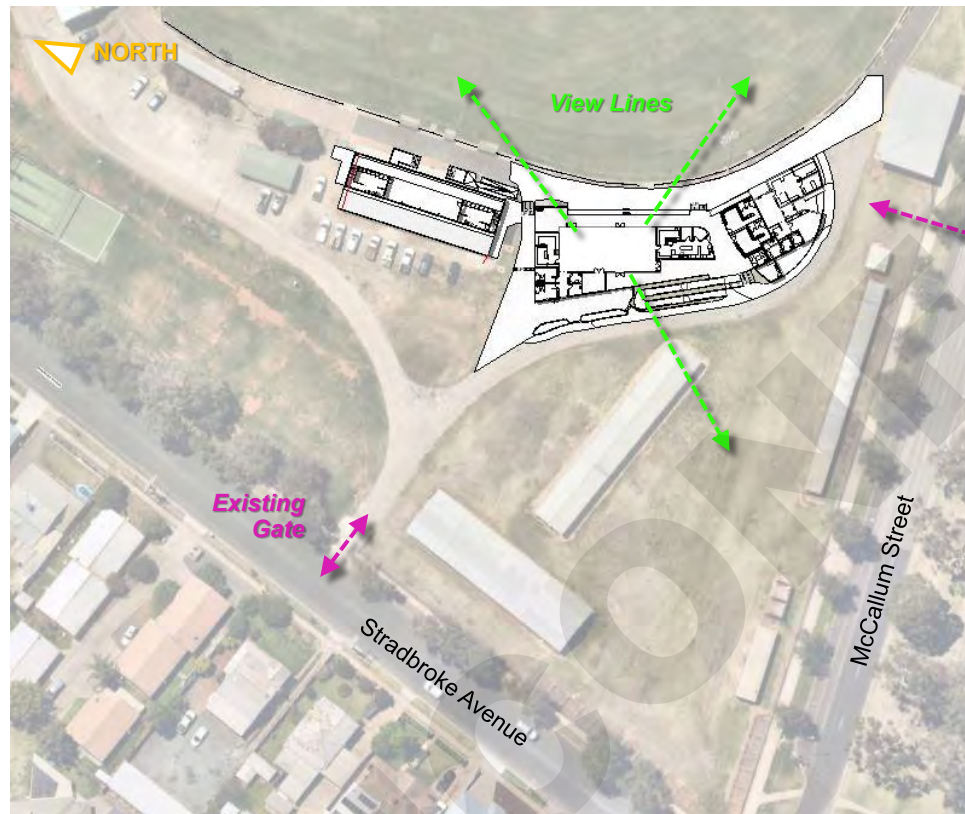 NORTH
View Lines
Existing
Gate
Stradbroke Avenue
McCallum Street